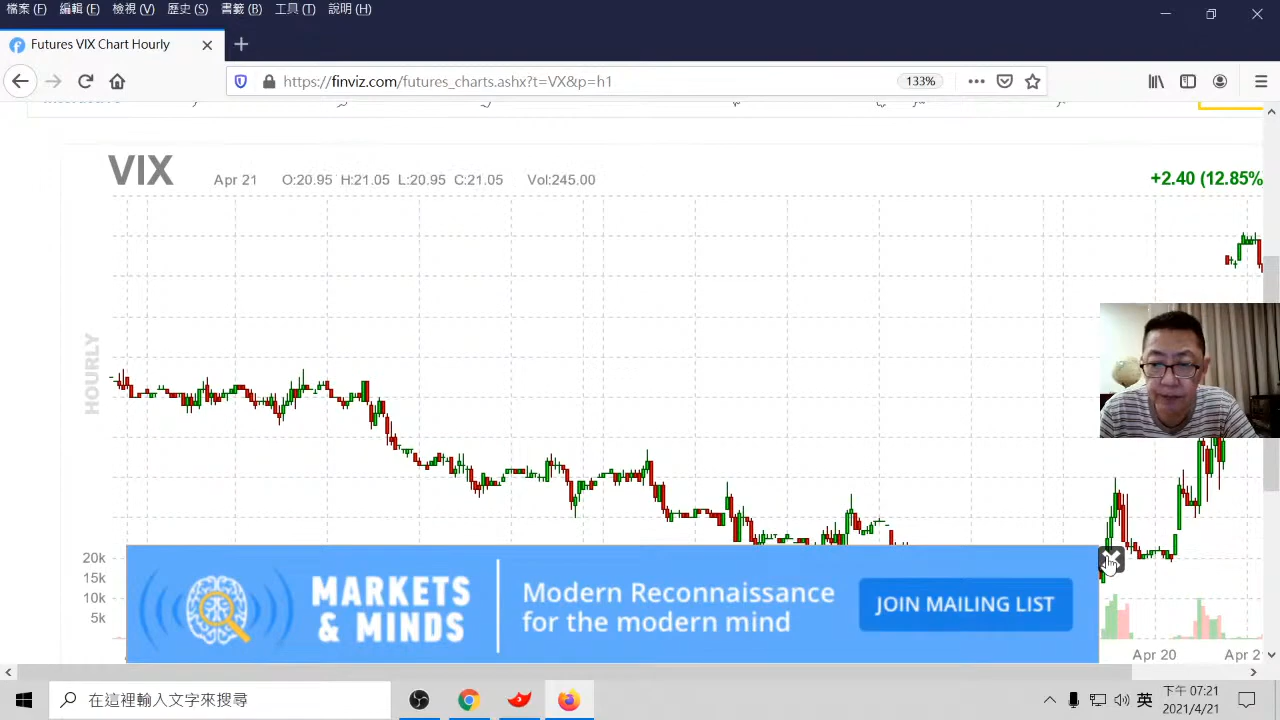 檔案(F) 編輯(E) 檢視(V) 歷史(S) 書籤(B) 工具(T) 說明(H)
Futures VIX Chart Hourly
https://finviz.com/futures_charts.ashx?t=VX&p=h1
133%
VIX
Apr 21 O:20.95 H:21.05 L:20.95 C:21.05 Vol:245.00
+2.40 (12.85%
HOURLY
20k
15k
10k
5k
MARKETS
& MINDS
Modern Reconnaissance
for the modern mind
JOIN MAILING LIST
Apr 20
Apr 2
在這裡輸入文字來搜尋
英
下午 07:21
2021/4/21